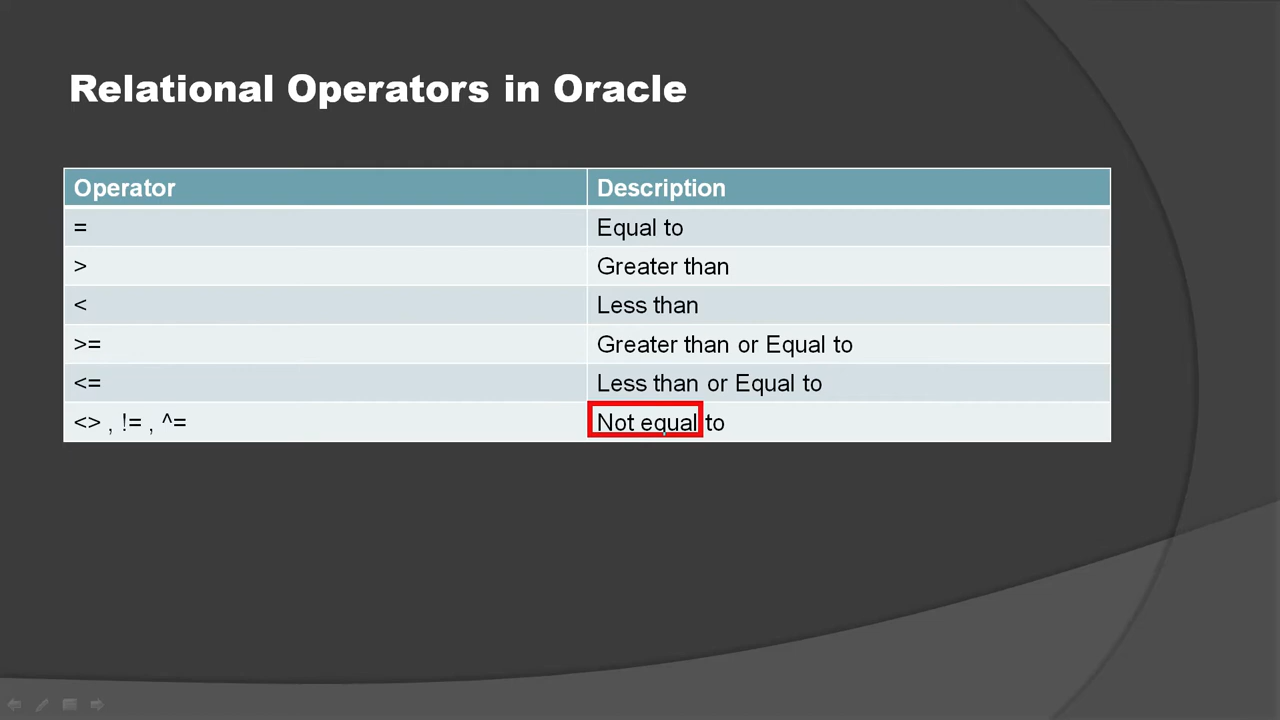 Relational Operators in Oracle
Operator Description
= Equal to
> Greater than
< Less than
>= Greater than or Equal to
<= Less than or Equal to
<> , != , ^= Not equal to